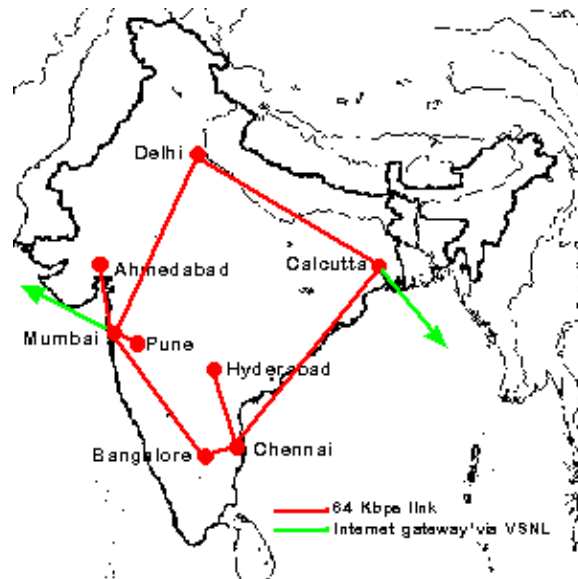 Delhi
Calcutta
Ahmedabad
Mumbai
Pune
Hyderabad
Bangalore
Chennai
64 Kbps link
Internet gateway via VSNL